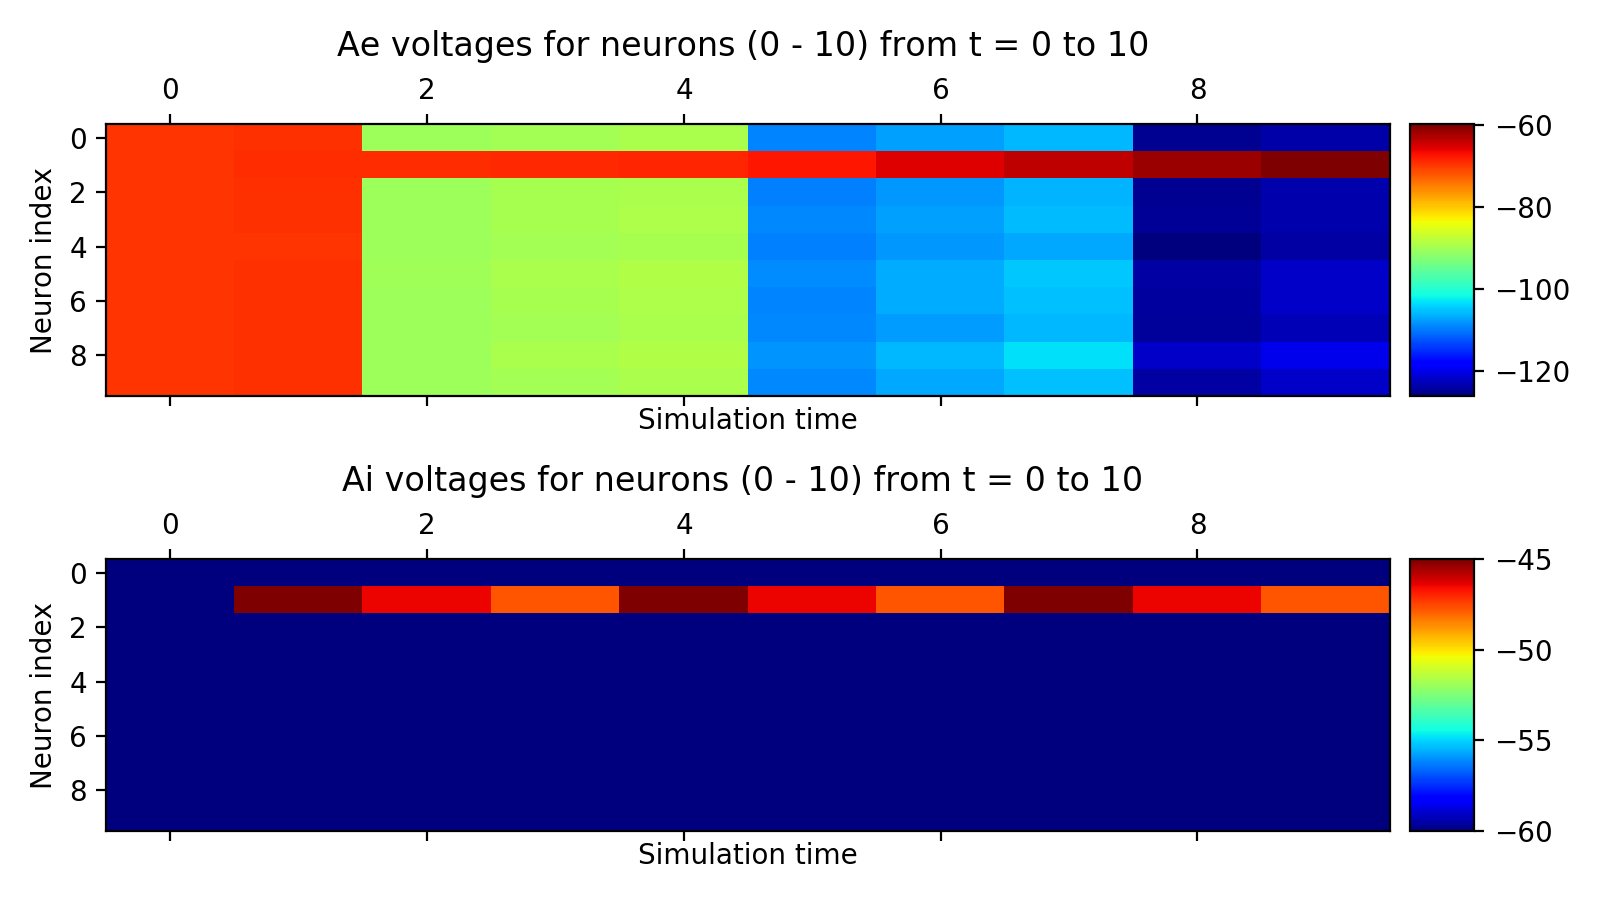 Ae voltages for neurons (0 - 10) from t = 0 to 10
0 2 4 6 8
Neuron index
0
2
4
6
8
Simulation time
−60
−80
−100
−120
Ai voltages for neurons (0 - 10) from t = 0 to 10
0 2 4 6 8
Neuron index
0
2
4
6
8
Simulation time
−45
−50
−55
−60